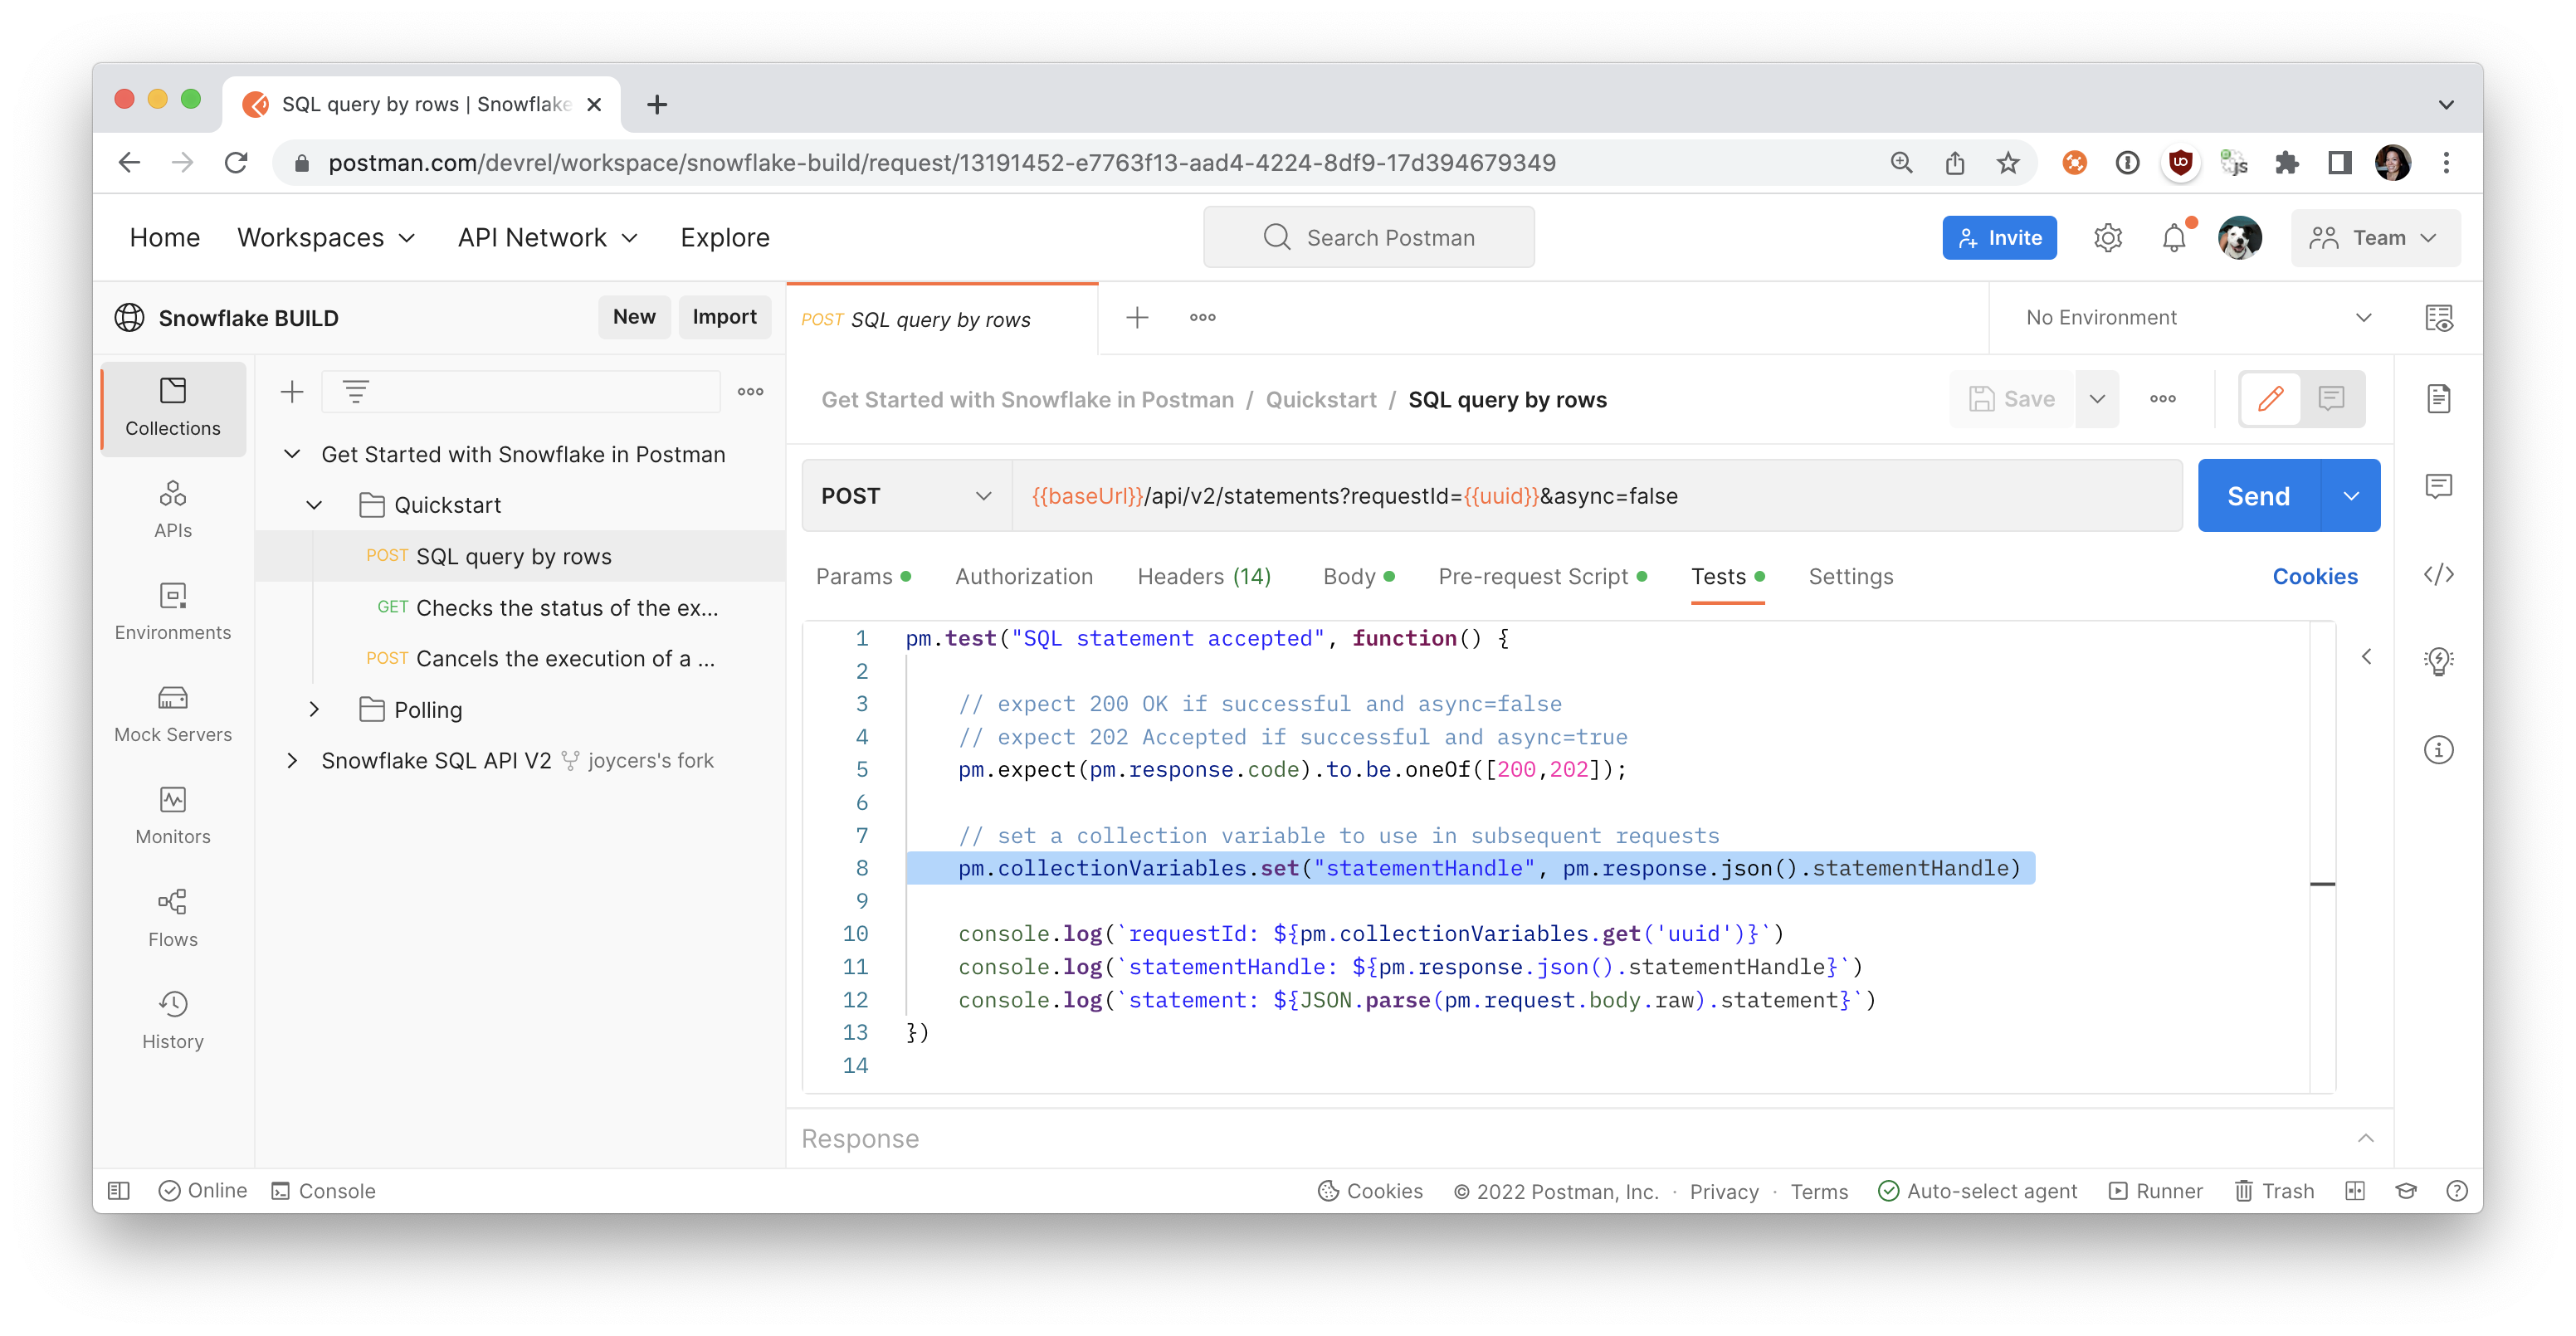 SQL query by rows | Snowflake
postman.com/devrel/workspace/snowflake-build/request/13191452-e7763f13-aad4-4224-8df9-17d394679349
Home Workspaces API Network Explore
Search Postman
Invite
Team
Snowflake BUILD
New
Import
POST SQL query by rows
No Environment
Collections
APIs
Environments
Mock Servers
Monitors
Flows
History
Get Started with Snowflake in Postman
Quickstart
POST SQL query by rows
GET Checks the status of the ex...
POST Cancels the execution of a ...
Polling
Snowflake SQL API V2 joycers's fork
Get Started with Snowflake in Postman / Quickstart / SQL query by rows
Save
POST
{{baseUrl}}/api/v2/statements?requestId={{uuid}}&async=false
Send
Params Authorization Headers (14) Body Pre-request Script Tests Settings
Cookies
1 pm.test("SQL statement accepted", function() {
2
3 // expect 200 OK if successful and async=false
4 // expect 202 Accepted if successful and async=true
5 pm.expect(pm.response.code).to.be.oneOf([200,202]);
6
7 // set a collection variable to use in subsequent requests
8 pm.collectionVariables.set("statementHandle", pm.response.json().statementHandle)
9
10 console.log(`requestId: ${pm.collectionVariables.get('uuid')}`)
11 console.log(`statementHandle: ${pm.response.json().statementHandle}`)
12 console.log(`statement: ${JSON.parse(pm.request.body.raw).statement}`)
13 })
14
Response
Online
Console
Cookies
© 2022 Postman, Inc. · Privacy · Terms
Auto-select agent
Runner
Trash